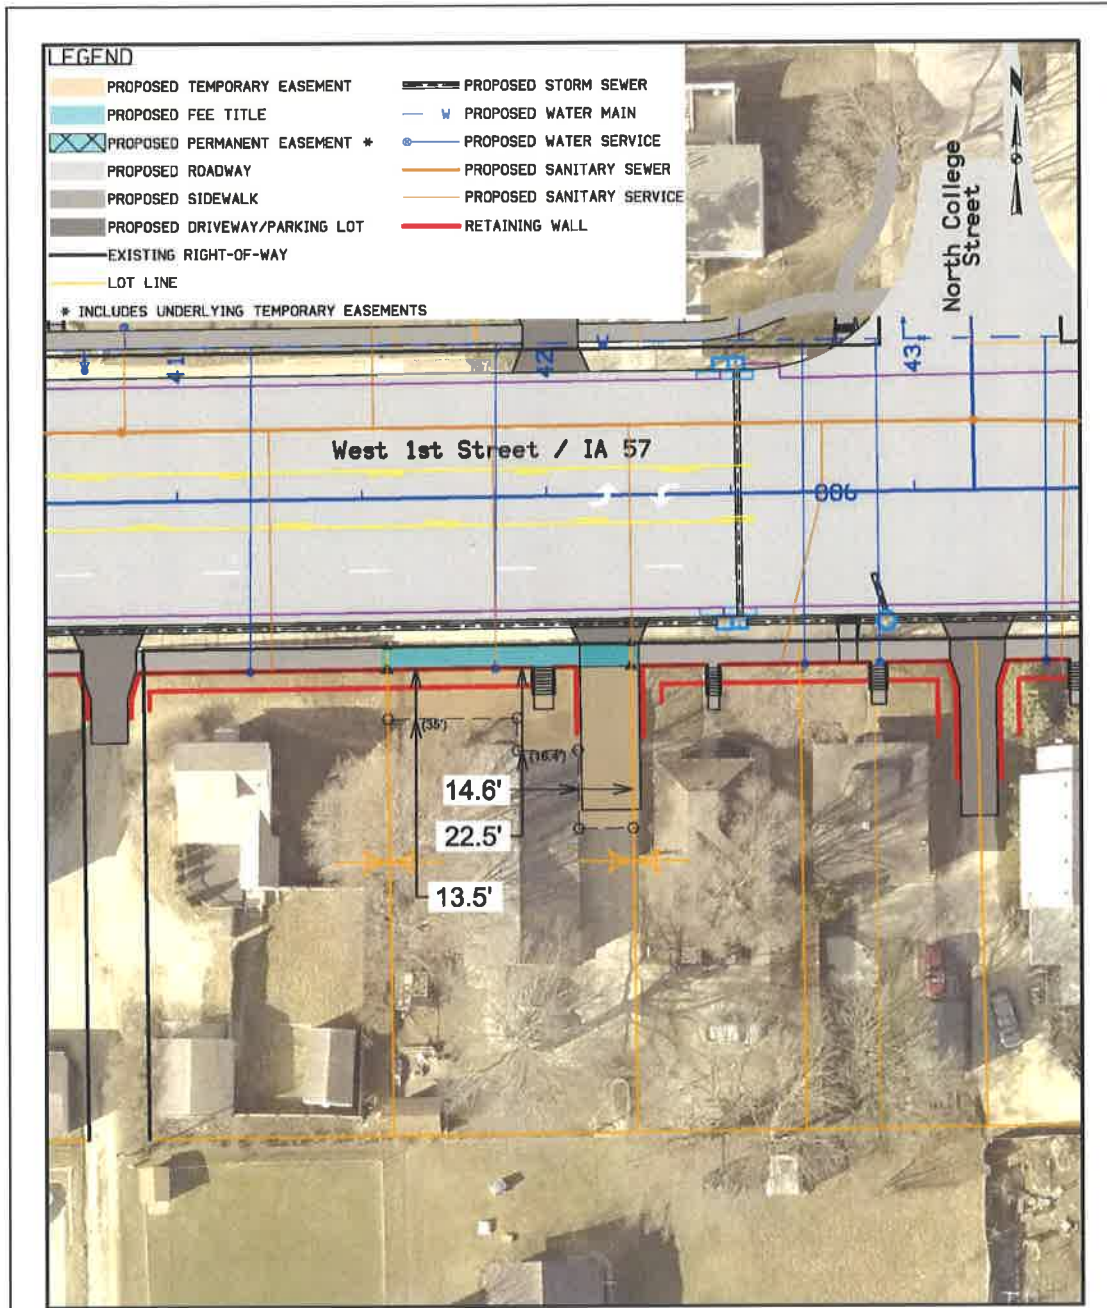 LEGEND
PROPOSED TEMPORARY EASEMENT
PROPOSED FEE TITLE
PROPOSED PERMANENT EASEMENT *
PROPOSED ROADWAY
PROPOSED SIDEWALK
PROPOSED DRIVEWAY/PARKING LOT
EXISTING RIGHT-OF-WAY
LOT LINE
* INCLUDES UNDERLYING TEMPORARY EASEMENTS
PROPOSED STORM SEWER
W PROPOSED WATER MAIN
PROPOSED WATER SERVICE
PROPOSED SANITARY SEWER
PROPOSED SANITARY SERVICE
RETAINING WALL
N
North College
Street
W
41
42
43
West 1st Street / IA 57
900
(35')
(16.4')
14.6'
22.5'
13.5'